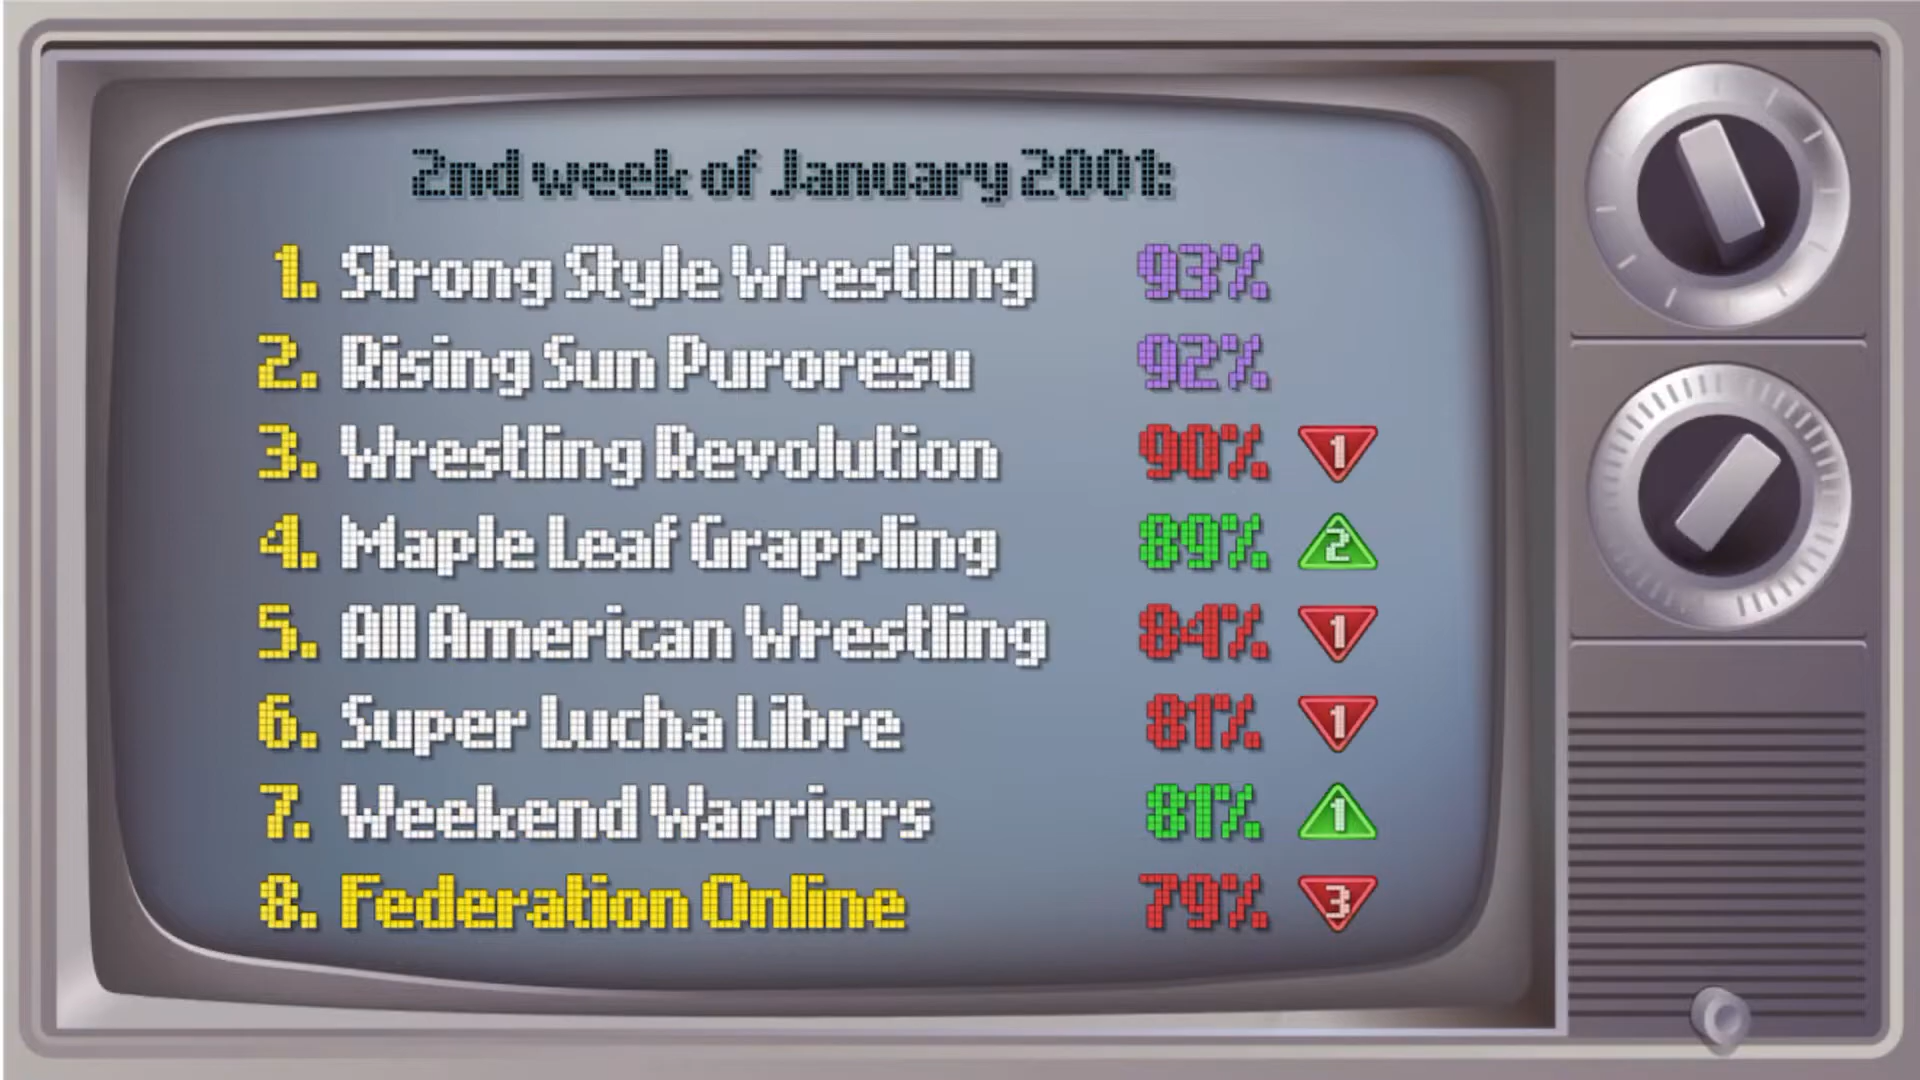 2nd week of January 2001:
1. Strong Style Wrestling 93%
2. Rising Sun Puroresu 92%
3. Wrestling Revolution 90% 1
4. Maple Leaf Grappling 89% 2
5. All American Wrestling 84% 1
6. Super Lucha Libre 81% 1
7. Weekend Warriors 81% 1
8. Federation Online 79% 3